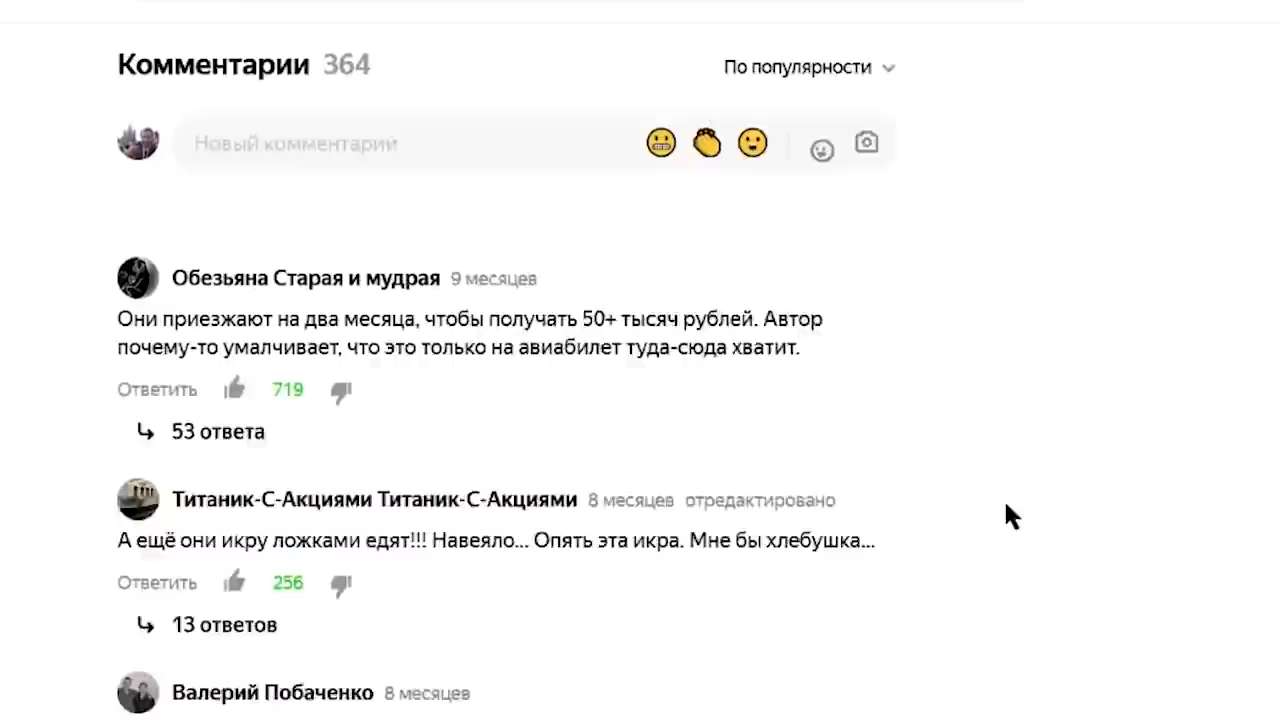 Комментарии 364
По популярности
Новый комментарий
Обезьяна Старая и мудрая 9 месяцев
Они приезжают на два месяца, чтобы получать 50+ тысяч рублей. Автор
почему-то умалчивает, что это только на авиабилет туда-сюда хватит.
Ответить 719
53 ответа
Титаник-С-Акциями Титаник-С-Акциями 8 месяцев отредактировано
А ещё они икру ложками едят!!! Навеяло... Опять эта икра. Мне бы хлебушка...
Ответить 256
13 ответов
Валерий Побаченко 8 месяцев